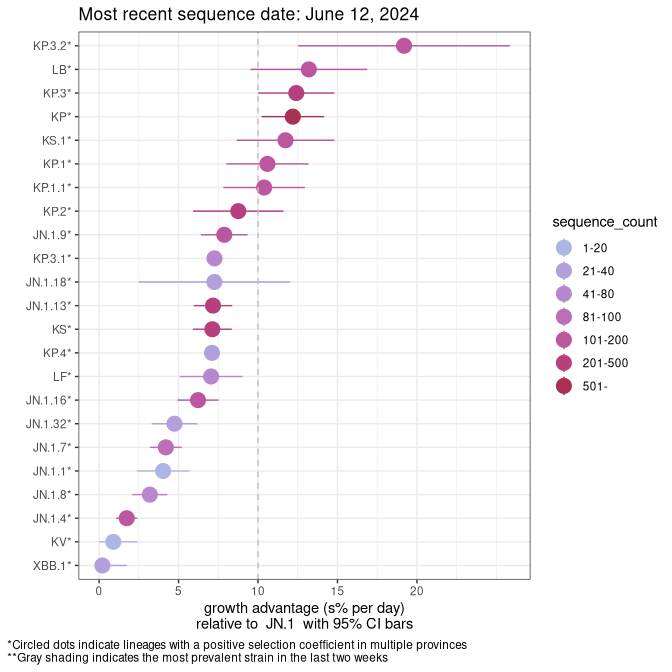 Most recent sequence date: June 12, 2024
KP.3.2*
LB*
KP.3*
KP*
KS.1*
KP.1*
KP.1.1*
KP.2*
JN.1.9*
KP.3.1*
JN.1.18*
JN.1.13*
KS*
KP.4*
LF*
JN.1.16*
JN.1.32*
JN.1.7*
JN.1.1*
JN.1.8*
JN.1.4*
KV*
XBB.1*
0 5 10 15 20
growth advantage (s% per day)
relative to JN.1 with 95% CI bars
sequence_count
1-20
21-40
41-80
81-100
101-200
201-500
501-
*Circled dots indicate lineages with a positive selection coefficient in multiple provinces
**Gray shading indicates the most prevalent strain in the last two weeks